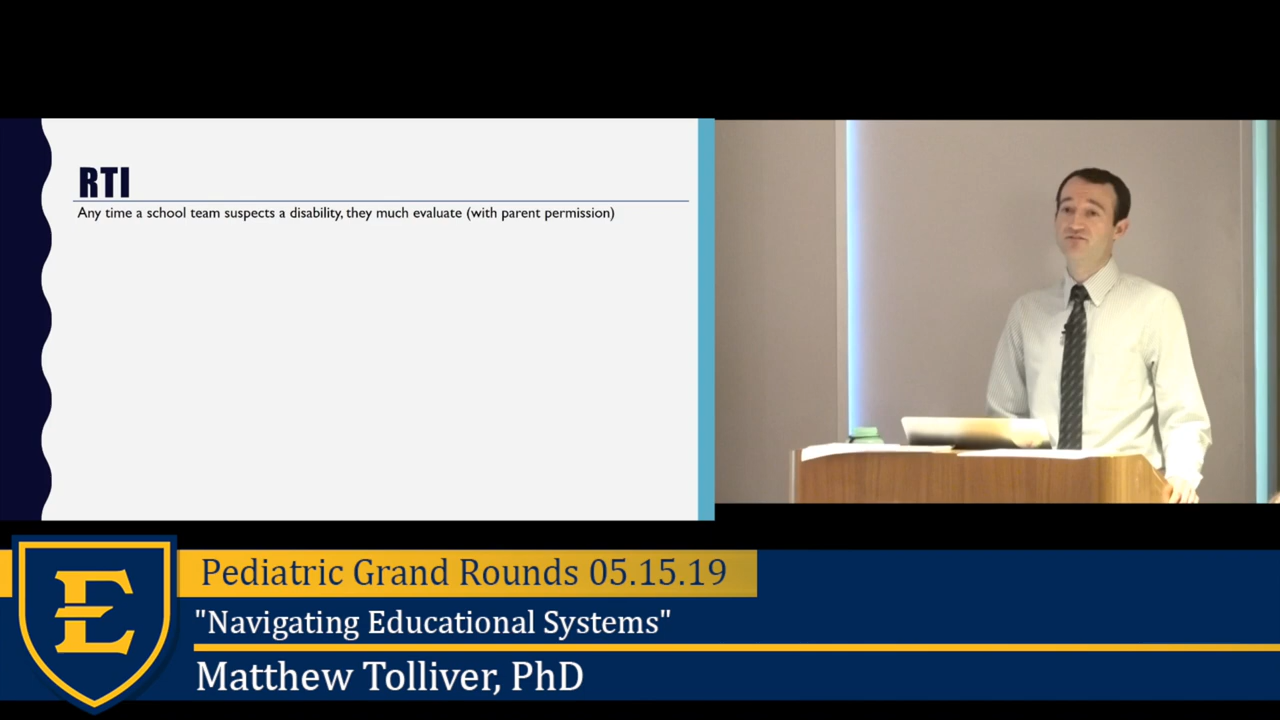 RTI
Any time a school team suspects a disability, they much evaluate (with parent permission)
E
Pediatric Grand Rounds 05.15.19
"Navigating Educational Systems"
Matthew Tolliver, PhD